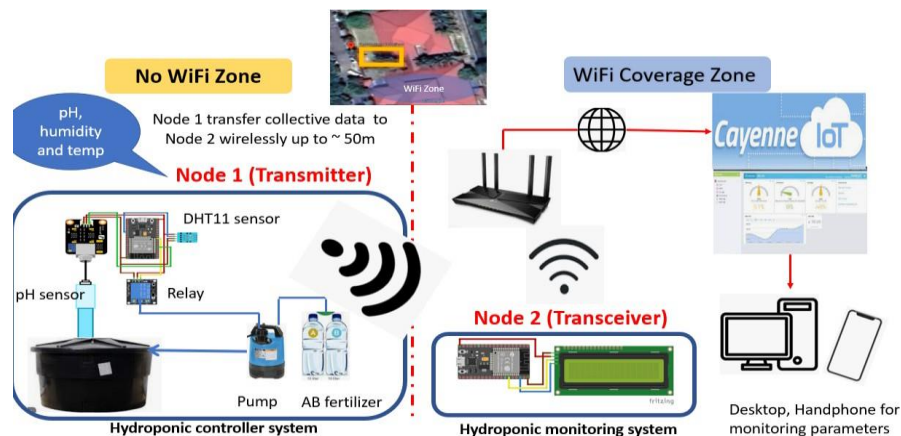 No WiFi Zone
WiFi Zone
WiFi Coverage Zone
pH,
humidity
and temp
Node 1 transfer collective data to
Node 2 wirelessly up to ~ 50m
Cayenne IoT
Node 1 (Transmitter)
DHT11 sensor
pH sensor
Relay
Pump
AB fertilizer
Hydroponic controller system
Node 2 (Transceiver)
fritzing
Hydroponic monitoring system
Desktop, Handphone for
monitoring parameters